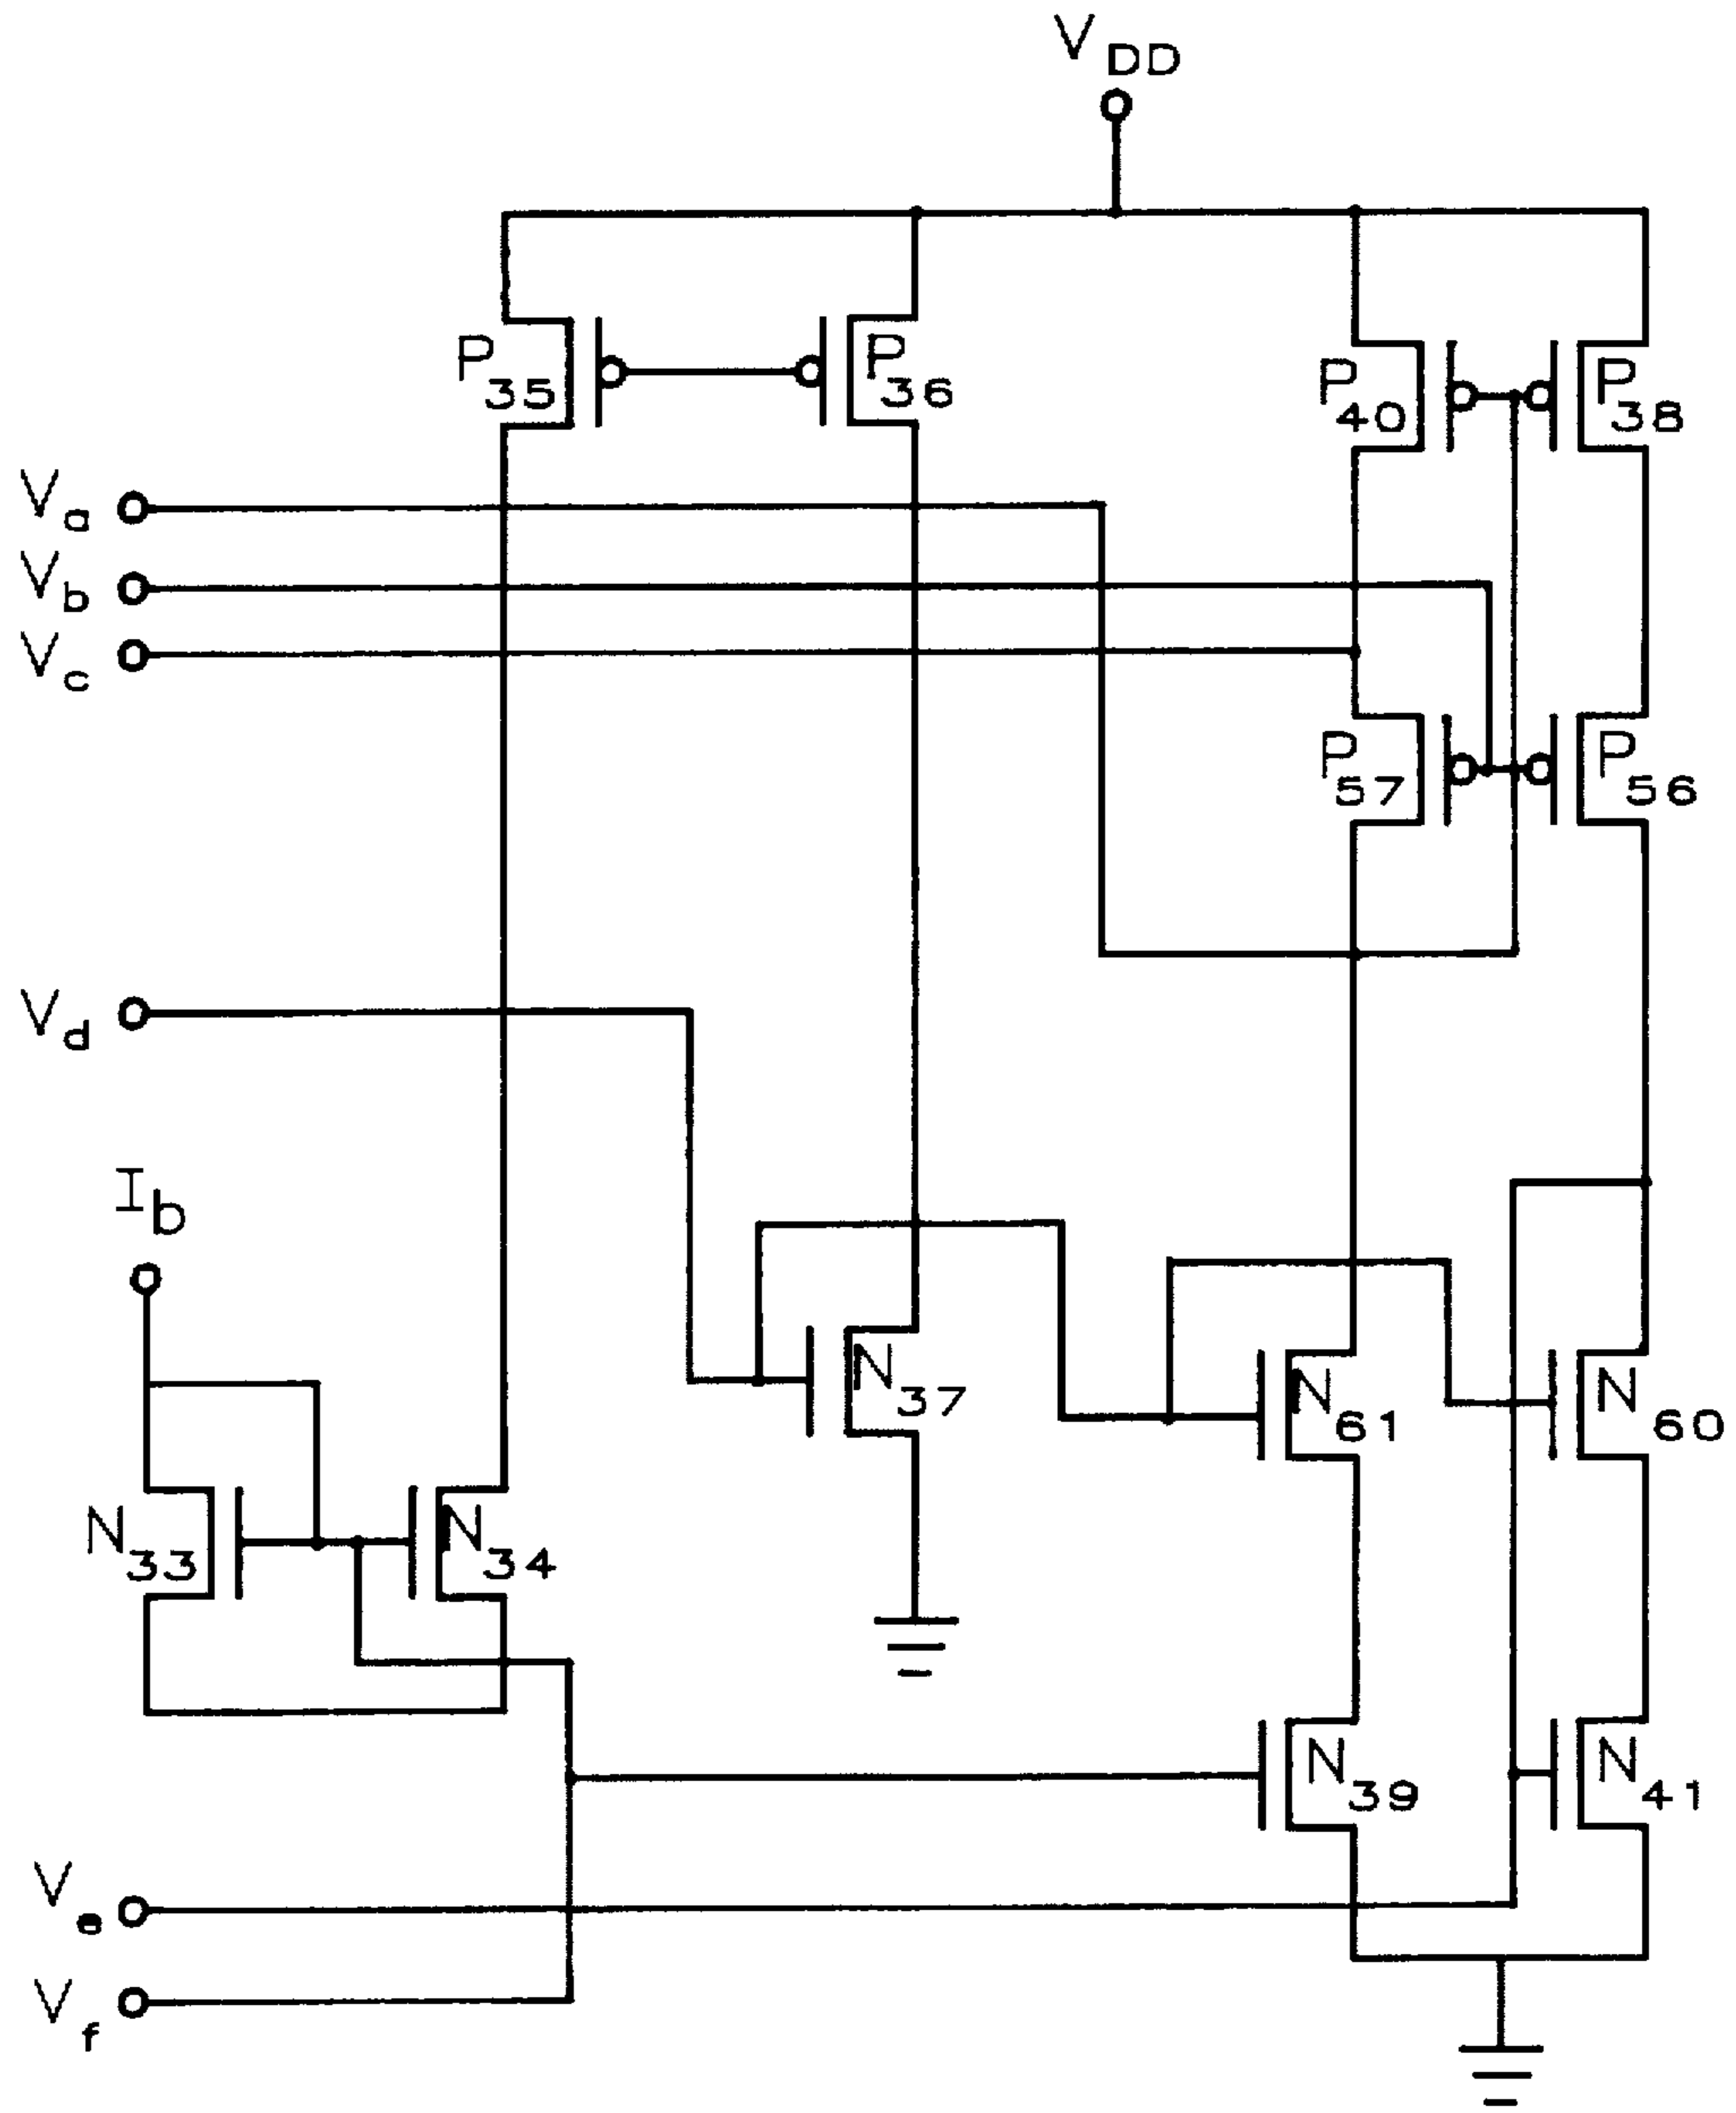 VDD
P35
P36
P40
P38
Va
Vb
Vc
P57
P56
Vd
Ib
N37
N61
N60
N33
N34
N39
N41
Ve
Vf